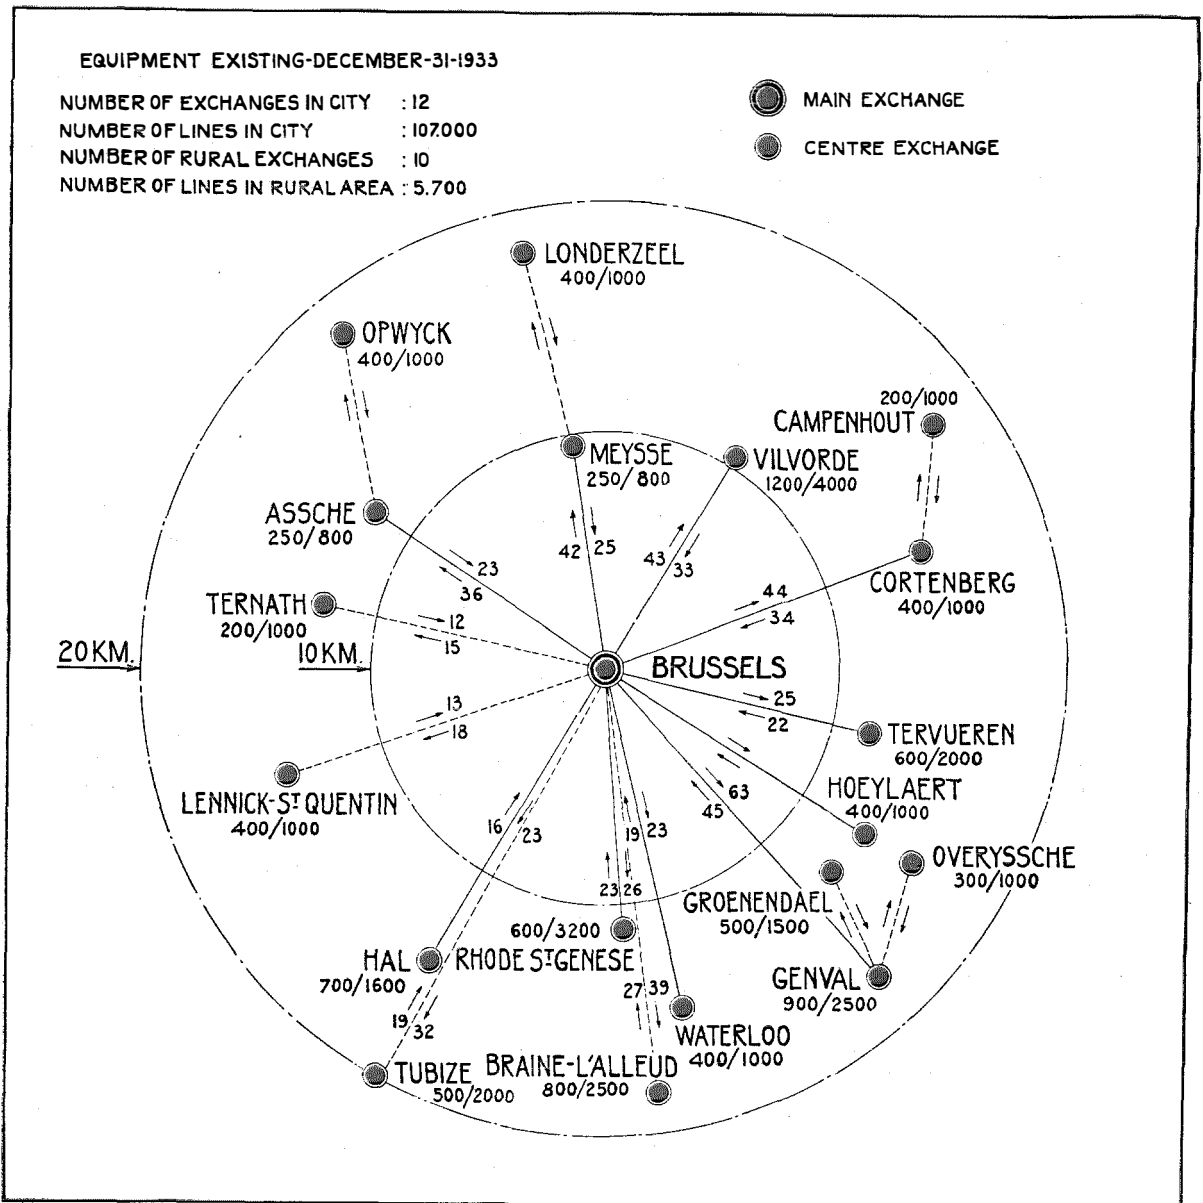 EQUIPMENT EXISTING-DECEMBER-31-1933
NUMBER OF EXCHANGES IN CITY : 12
NUMBER OF LINES IN CITY : 107.000
NUMBER OF RURAL EXCHANGES : 10
NUMBER OF LINES IN RURAL AREA : 5.700
MAIN EXCHANGE
CENTRE EXCHANGE
LONDERZEEL
400/1000
OPWYCK
400/1000
200/1000
CAMPENHOUT
MEYSSE
250/800
VILVORDE
1200/4000
ASSCHE
250/800
42 25
43
33
23
36
CORTENBERG
400/1000
44
34
TERNATH
200/1000
12
15
20 KM.
10 KM.
BRUSSELS
13
18
25
22
TERVUEREN
600/2000
LENNICK-ST QUENTIN
400/1000
HOEYLAERT
400/1000
63
45
16
23
19 23
OVERYSSCHE
300/1000
GROENENDAEL
500/1500
23 26
600/3200
RHODE ST GENESE
HAL
700/1600
GENVAL
900/2500
27 39
19
32
WATERLOO
400/1000
TUBIZE
500/2000
BRAINE-L'ALLEUD
800/2500